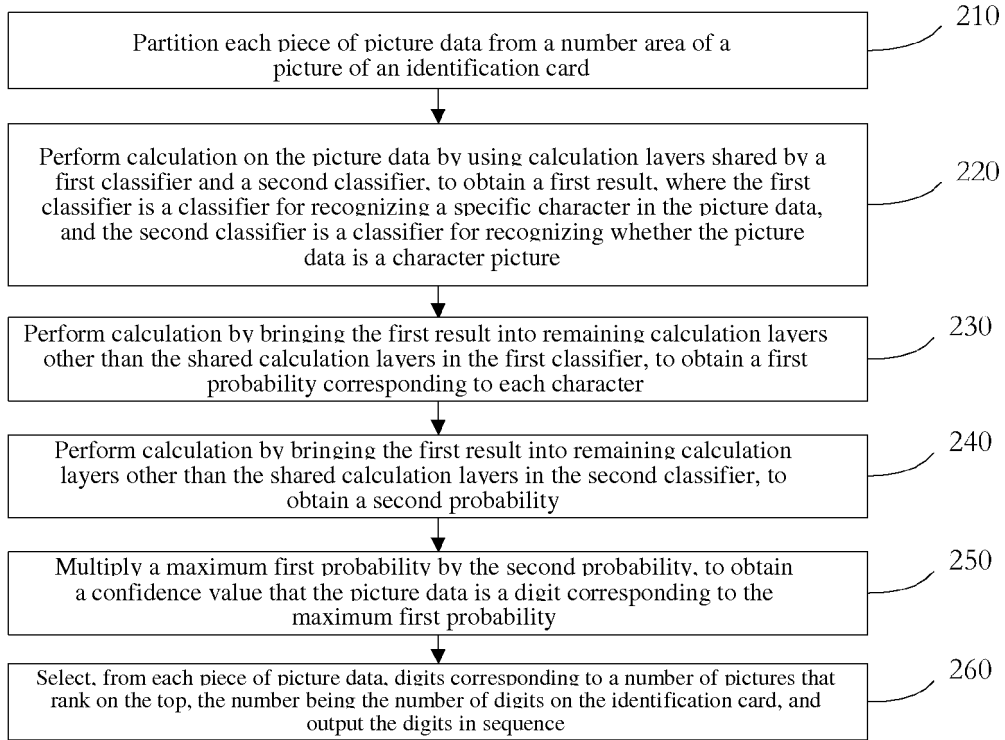 210
Partition each piece of picture data from a number area of a
picture of an identification card
220
Perform calculation on the picture data by using calculation layers shared by a
first classifier and a second classifier, to obtain a first result, where the first
classifier is a classifier for recognizing a specific character in the picture data,
and the second classifier is a classifier for recognizing whether the picture
data is a character picture
230
Perform calculation by bringing the first result into remaining calculation layers
other than the shared calculation layers in the first classifier, to obtain a first
probability corresponding to each character
240
Perform calculation by bringing the first result into remaining calculation
layers other than the shared calculation layers in the second classifier, to
obtain a second probability
250
Multiply a maximum first probability by the second probability, to obtain
a confidence value that the picture data is a digit corresponding to the
maximum first probability
260
Select, from each piece of picture data, digits corresponding to a number of pictures that
rank on the top, the number being the number of digits on the identification card, and
output the digits in sequence